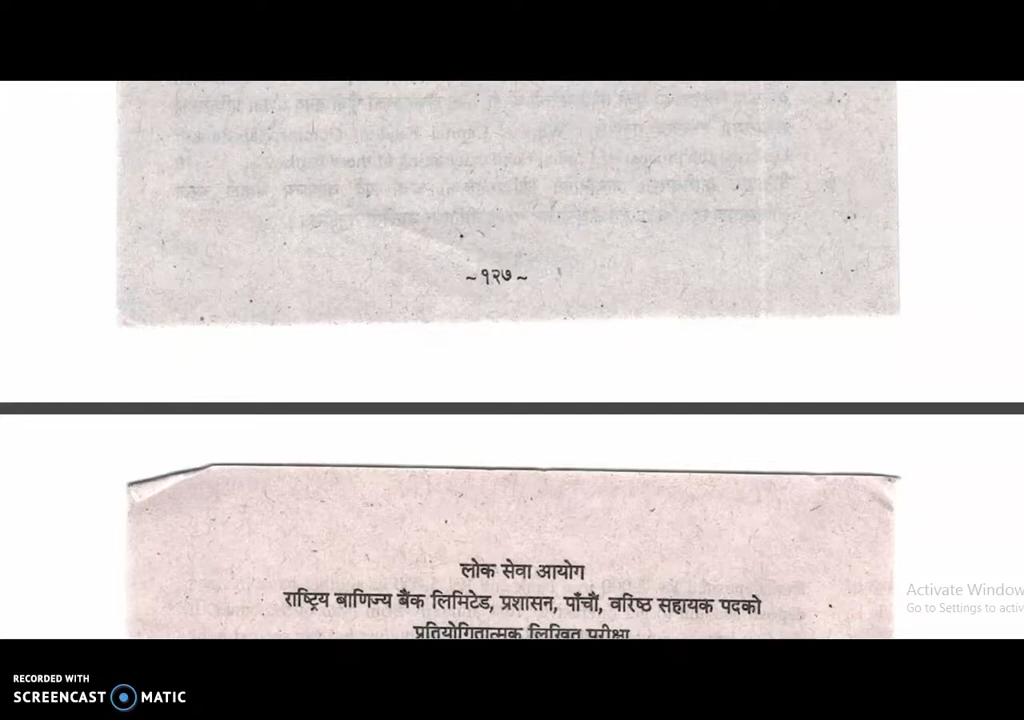 ~१२७~
लोक सेवा आयोग
राष्ट्रिय बाणिज्य बैंक लिमिटेड, प्रशासन, पाँचौं, वरिष्ठ सहायक पदको
प्रतियोगितात्मक लिखित परीक्षा
Activate Window
Go to Settings to activ
RECORDED WITH
SCREENCAST MATIC